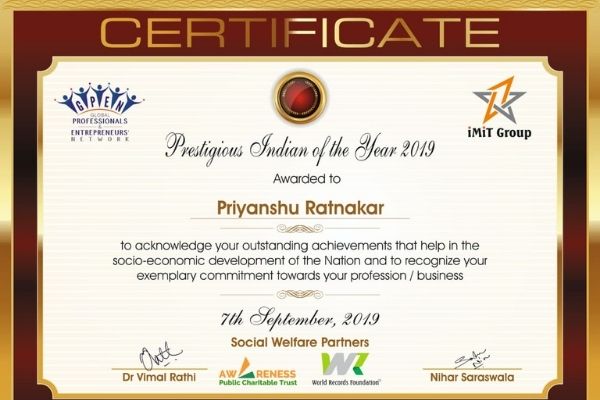 CERTIFICATE
GPEN
GLOBAL
PROFESSIONALS
&
ENTREPRENEURS'
NETWORK
iMiT Group
Prestigious Indian of the Year 2019
Awarded to
Priyanshu Ratnakar
to acknowledge your outstanding achievements that help in the
socio-economic development of the Nation and to recognize your
exemplary commitment towards your profession / business
7th September, 2019
Social Welfare Partners
Dr Vimal Rathi
AWARENESS
Public Charitable Trust
WR
World Records Foundation®
Nihar Saraswala